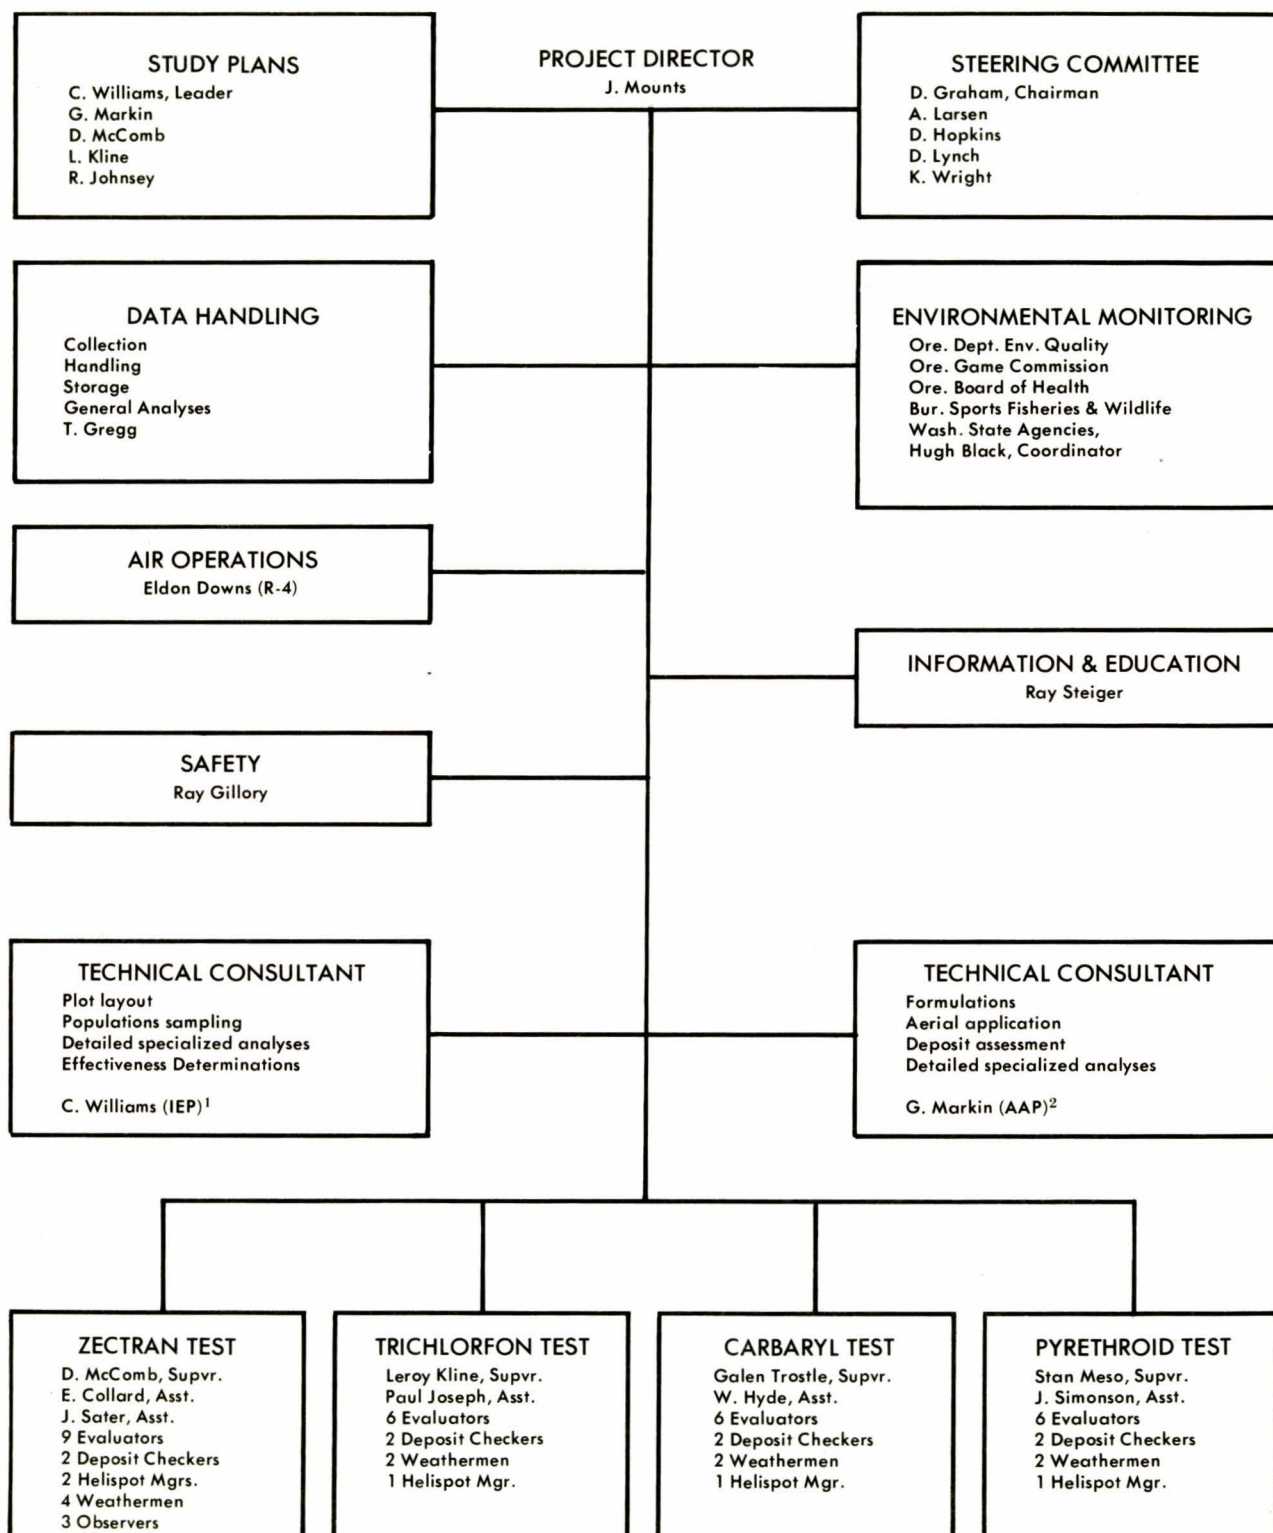 PROJECT DIRECTOR
J. Mounts
STUDY PLANS
C. Williams, Leader
G. Markin
D. McComb
L. Kline
R. Johnsey
STEERING COMMITTEE
D. Graham, Chairman
A. Larsen
D. Hopkins
D. Lynch
K. Wright
DATA HANDLING
Collection
Handling
Storage
General Analyses
T. Gregg
ENVIRONMENTAL MONITORING
Ore. Dept. Env. Quality
Ore. Game Commission
Ore. Board of Health
Bur. Sports Fisheries & Wildlife
Wash. State Agencies,
Hugh Black, Coordinator
AIR OPERATIONS
Eldon Downs (R-4)
INFORMATION & EDUCATION
Ray Steiger
SAFETY
Ray Gillory
TECHNICAL CONSULTANT
Plot layout
Populations sampling
Detailed specialized analyses
Effectiveness Determinations
C. Williams (IEP)¹
TECHNICAL CONSULTANT
Formulations
Aerial application
Deposit assessment
Detailed specialized analyses
G. Markin (AAP)²
ZECTRAN TEST
D. McComb, Supvr.
E. Collard, Asst.
J. Sater, Asst.
9 Evaluators
2 Deposit Checkers
2 Helispot Mgrs.
4 Weathermen
3 Observers
TRICHLORFON TEST
Leroy Kline, Supvr.
Paul Joseph, Asst.
6 Evaluators
2 Deposit Checkers
2 Weathermen
1 Helispot Mgr.
CARBARYL TEST
Galen Trostle, Supvr.
W. Hyde, Asst.
6 Evaluators
2 Deposit Checkers
2 Weathermen
1 Helispot Mgr.
PYRETHROID TEST
Stan Meso, Supvr.
J. Simonson, Asst.
6 Evaluators
2 Deposit Checkers
2 Weathermen
1 Helispot Mgr.